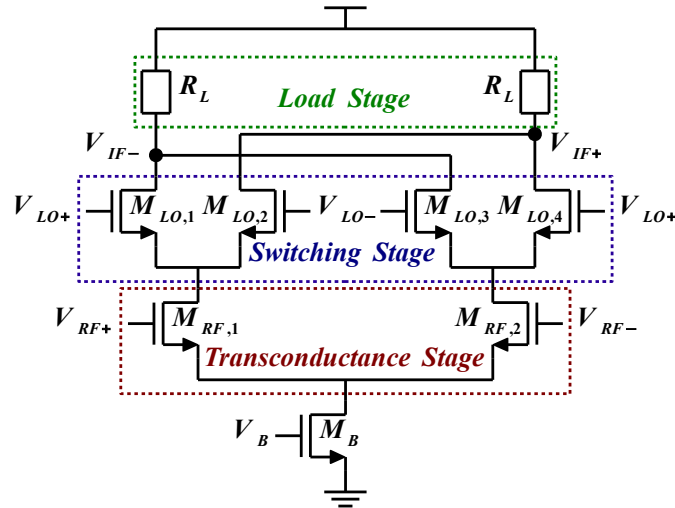 R_L R_L
Load Stage
V_IF− V_IF+
V_LO+ M_LO,1 M_LO,2 V_LO− M_LO,3 M_LO,4 V_LO+
Switching Stage
V_RF+ M_RF,1 M_RF,2 V_RF−
Transconductance Stage
V_B M_B